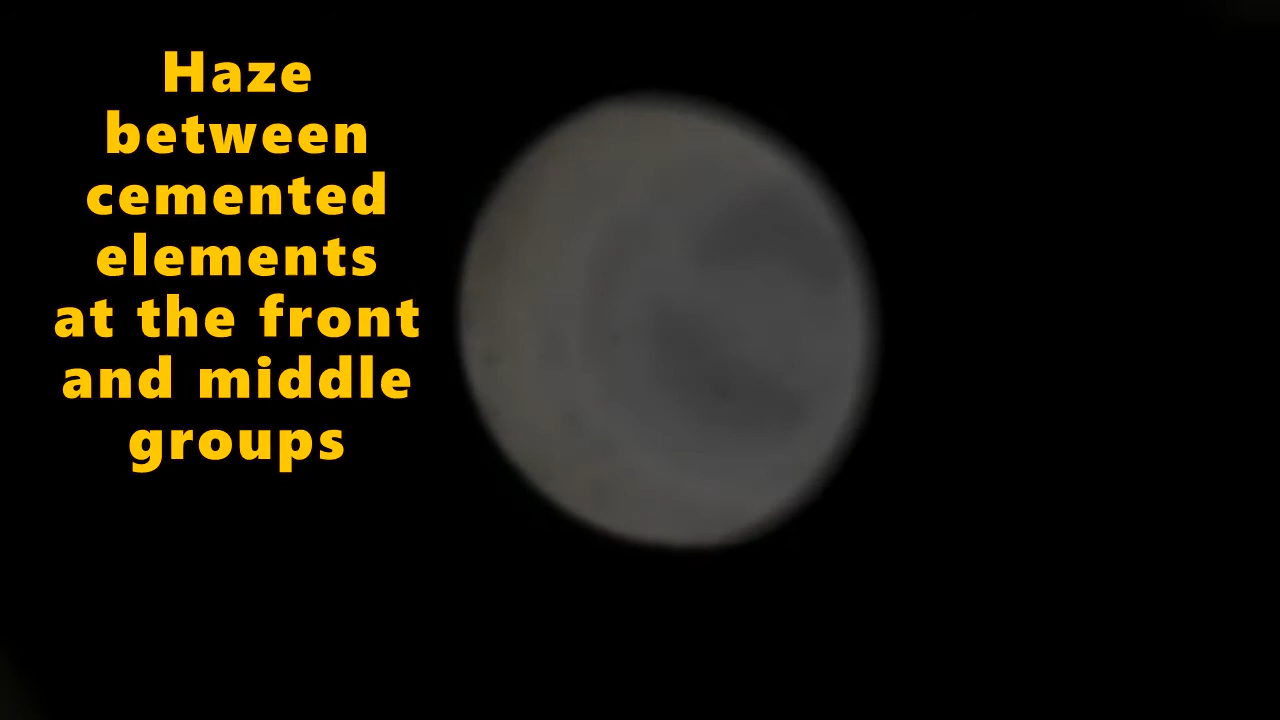 Haze
between
cemented
elements
at the front
and middle
groups